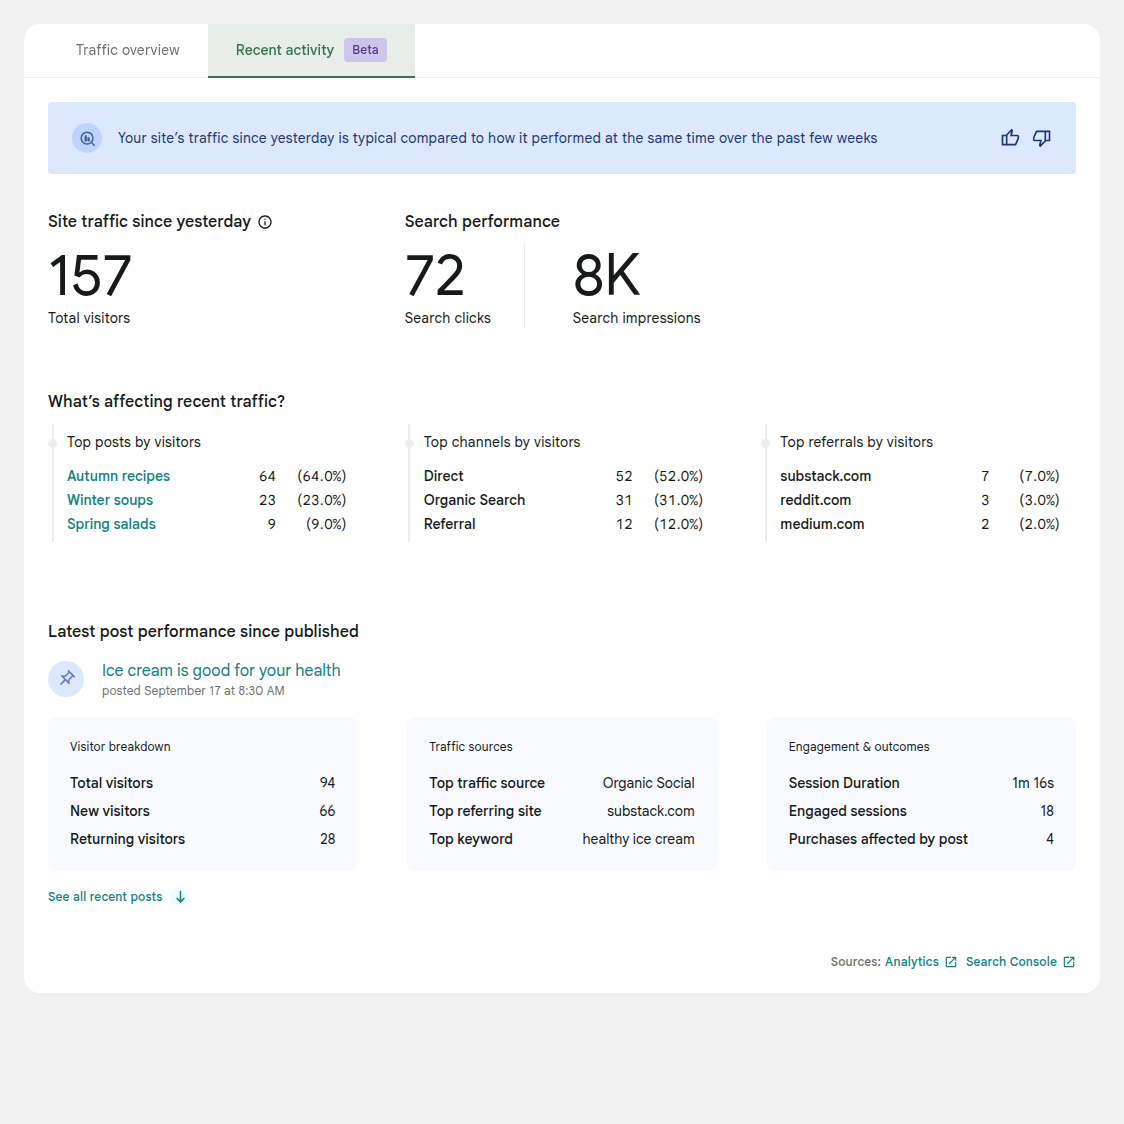 Traffic overview
Recent activity Beta
Your site’s traffic since yesterday is typical compared to how it performed at the same time over the past few weeks
Site traffic since yesterday
157
Total visitors
Search performance
72
Search clicks
8K
Search impressions
What’s affecting recent traffic?
Top posts by visitors
Autumn recipes 64 (64.0%)
Winter soups 23 (23.0%)
Spring salads 9 (9.0%)
Top channels by visitors
Direct 52 (52.0%)
Organic Search 31 (31.0%)
Referral 12 (12.0%)
Top referrals by visitors
substack.com 7 (7.0%)
reddit.com 3 (3.0%)
medium.com 2 (2.0%)
Latest post performance since published
Ice cream is good for your health
posted September 17 at 8:30 AM
Visitor breakdown
Total visitors 94
New visitors 66
Returning visitors 28
Traffic sources
Top traffic source Organic Social
Top referring site substack.com
Top keyword healthy ice cream
Engagement & outcomes
Session Duration 1m 16s
Engaged sessions 18
Purchases affected by post 4
See all recent posts
Sources: Analytics Search Console